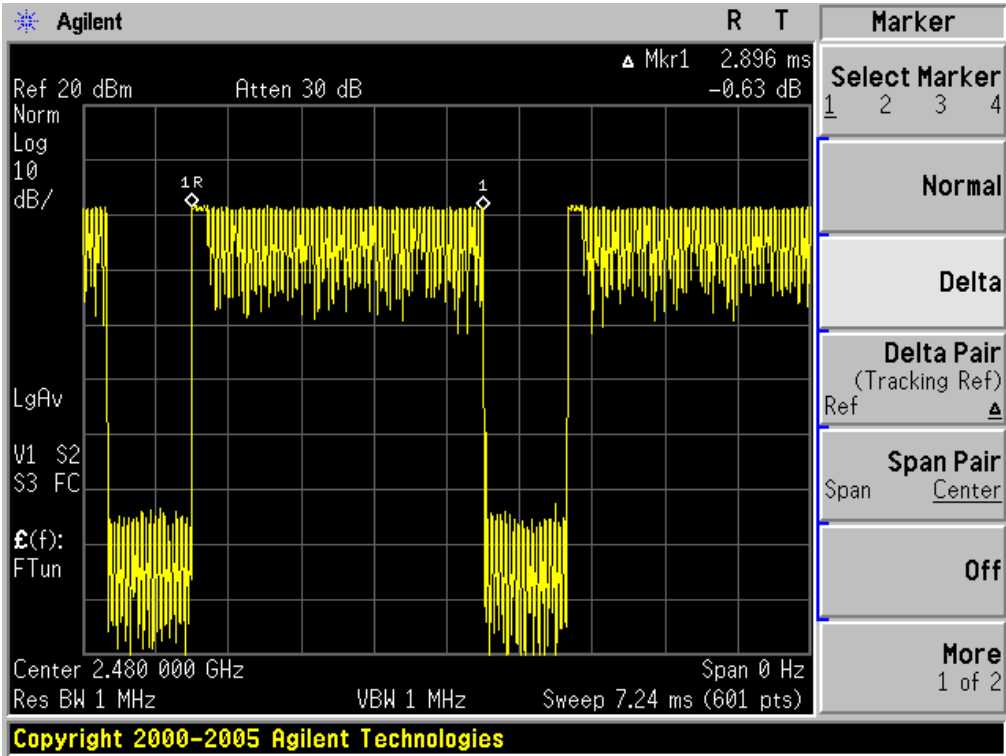 Agilent R T
Δ Mkr1 2.896 ms
Ref 20 dBm Atten 30 dB -0.63 dB
Norm
Log
10
dB/
1R
1
LgAv
V1 S2
S3 FC
£(f):
FTun
Center 2.480 000 GHz Span 0 Hz
Res BW 1 MHz VBW 1 MHz Sweep 7.24 ms (601 pts)
Copyright 2000-2005 Agilent Technologies
Marker
Select Marker
1 2 3 4
Normal
Delta
Delta Pair
(Tracking Ref)
Ref Δ
Span Pair
Span Center
Off
More
1 of 2